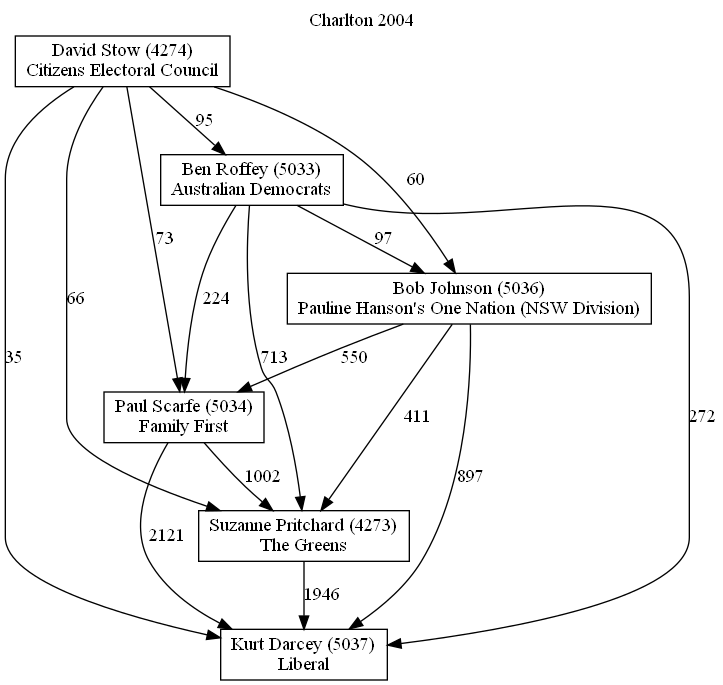 Charlton 2004
David Stow (4274)
Citizens Electoral Council
95
Ben Roffey (5033)
Australian Democrats
60
73
97
66
224
Bob Johnson (5036)
Pauline Hanson's One Nation (NSW Division)
35
713
550
Paul Scarfe (5034)
Family First
411
272
1002
897
2121
Suzanne Pritchard (4273)
The Greens
1946
Kurt Darcey (5037)
Liberal